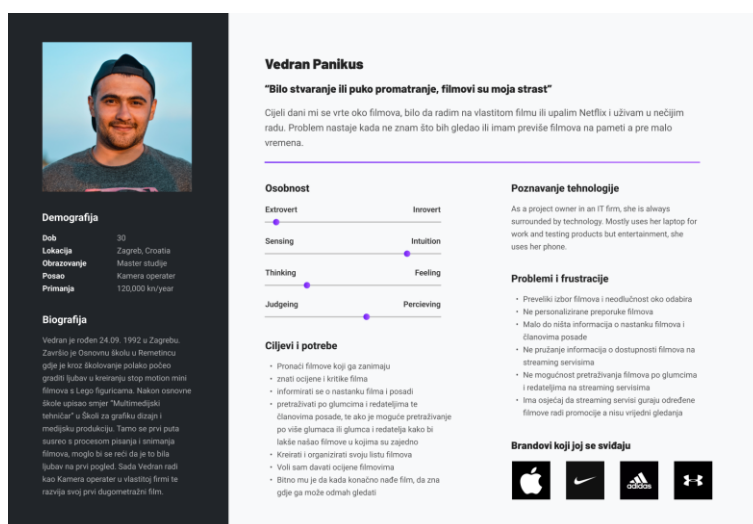 Demografija
Dob 30
Lokacija Zagreb, Croatia
Obrazovanje Master studije
Posao Kamera operater
Primanja 120,000 kn/year
Biografija
Vedran je rođen 24.09. 1992 u Zagrebu.
Završio je Osnovnu školu u Remetincu
gdje je kroz školovanje polako počeo
graditi ljubav u kreiranju stop motion mini
filmova s Lego figuricama. Nakon osnovne
škole upisao smjer "Multimedijski
tehničar" u Školi za grafiku dizajn i
medijsku produkciju. Tamo se prvi puta
susreo s procesom pisanja i snimanja
filmova, moglo bi se reći da je to bila
ljubav na prvi pogled. Sada Vedran radi
kao Kamera operater u vlastitoj firmi te
razvija svoj prvi dugometražni film.
Vedran Panikus
"Bilo stvaranje ili puko promatranje, filmovi su moja strast"
Cijeli dani mi se vrte oko filmova, bilo da radim na vlastitom filmu ili upalim Netflix i uživam u nečijim
radu. Problem nastaje kada ne znam što bih gledao ili imam previše filmova na pameti a pre malo
vremena.
Osobnost
Extrovert Inrovert
Sensing Intuition
Thinking Feeling
Judgeing Percieving
Ciljevi i potrebe
• Pronaći filmove koji ga zanimaju
• znati ocijene i kritike filma
• informirati se o nastanku filma i posadi
• pretraživati po glumcima i redateljima te
članovima posade, te ako je moguće pretraživanje
po više glumaca ili glumca i redatelja kako bi
lakše našao filmove u kojima su zajedno
• Kreirati i organizirati svoju listu filmova
• Voli sam davati ocijene filmovima
• Bitno mu je da kada konačno nađe film, da zna
gdje ga može odmah gledati
Poznavanje tehnologije
As a project owner in an IT firm, she is always
surrounded by technology. Mostly uses her laptop for
work and testing products but entertainment, she
uses her phone.
Problemi i frustracije
• Preveliki izbor filmova i neodlučnost oko odabira
• Ne personalizirane preporuke filmova
• Malo do ništa informacija o nastanku filmova i
članovima posade
• Ne pružanje informacija o dostupnosti filmova na
streaming servisima
• Ne mogućnost pretraživanja filmova po glumcima
i redateljima na streaming servisima
• Ima osjećaj da streaming servisi guraju određene
filmove radi promocije a nisu vrijedni gledanja
Brandovi koji joj se sviđaju
adidas